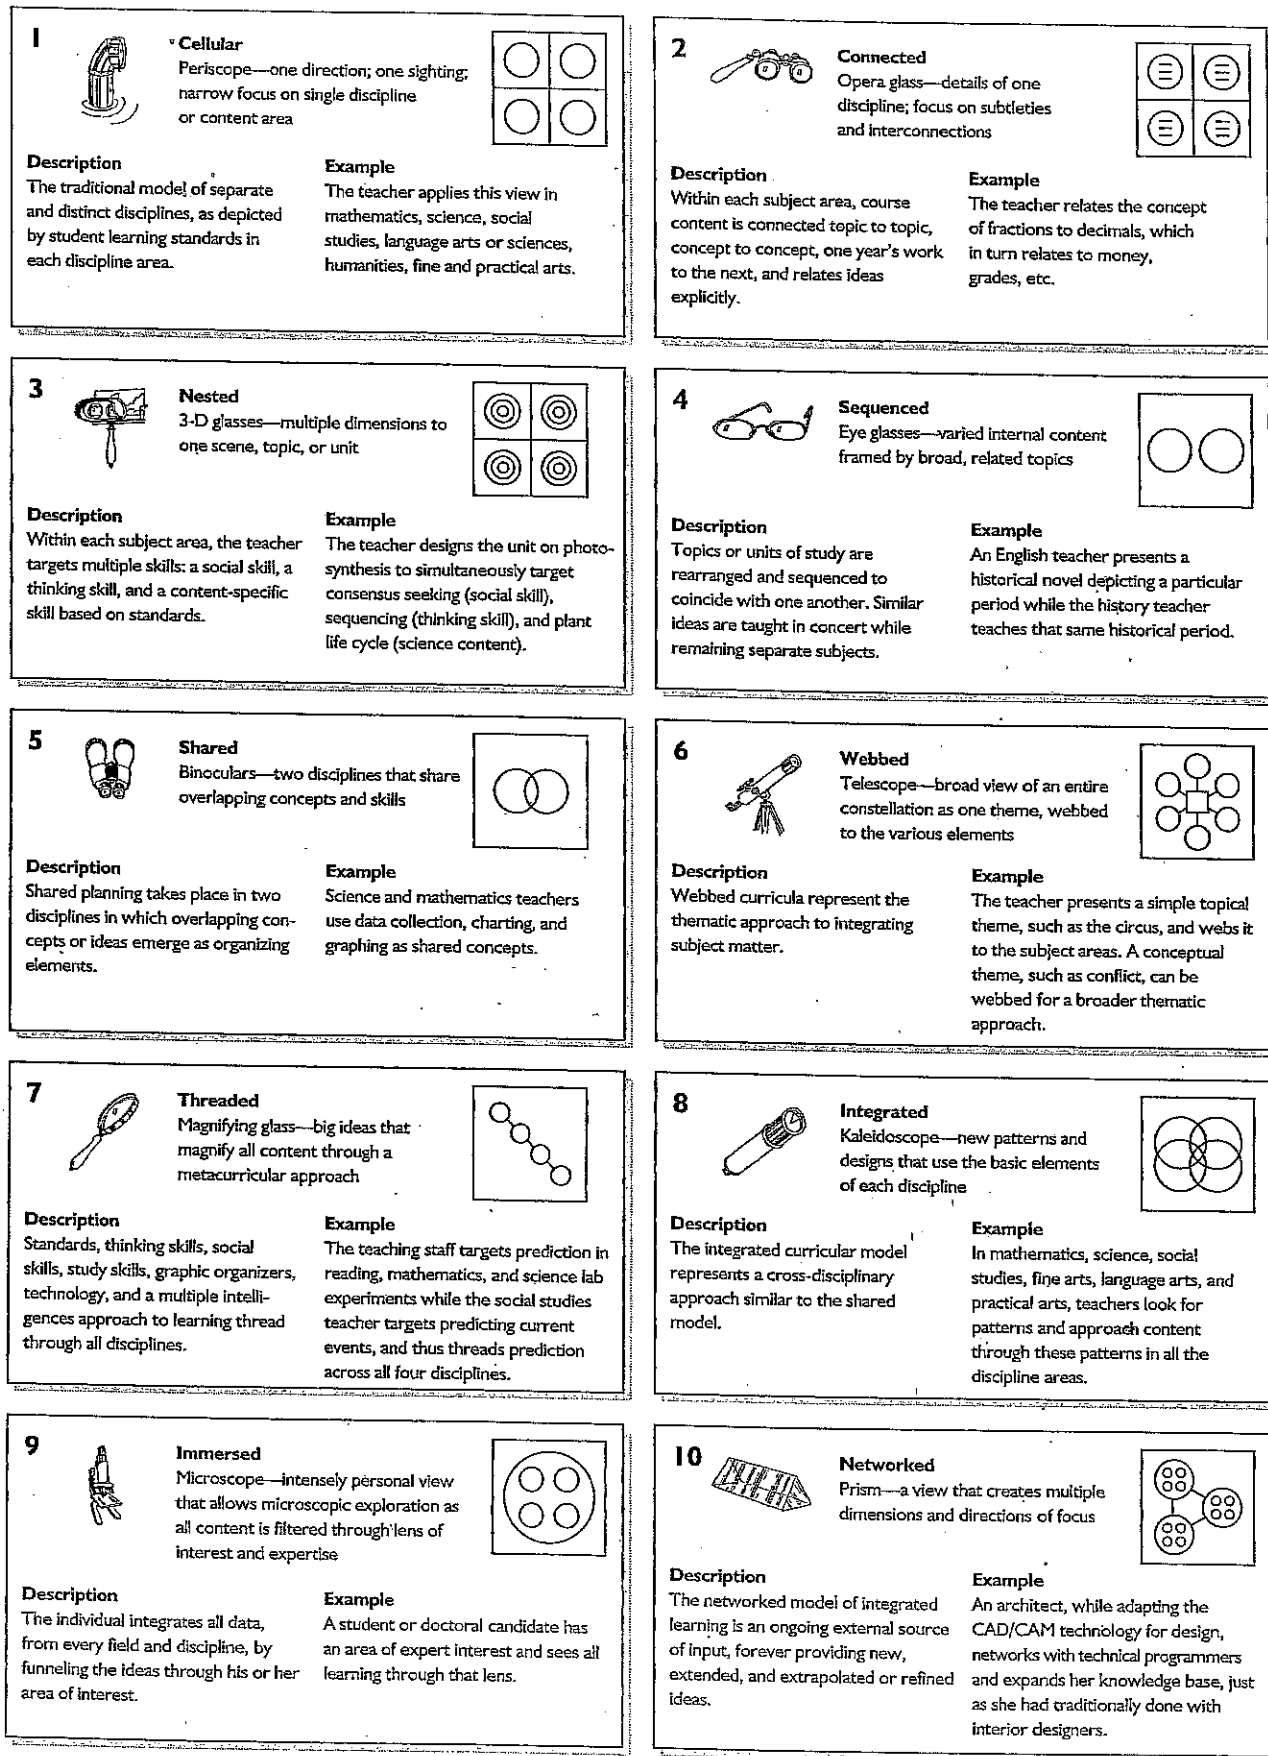 1
Cellular
Periscope—one direction; one sighting;
narrow focus on single discipline
or content area
Description
The traditional model of separate
and distinct disciplines, as depicted
by student learning standards in
each discipline area.
Example
The teacher applies this view in
mathematics, science, social
studies, language arts or sciences,
humanities, fine and practical arts.
2
Connected
Opera glass—details of one
discipline; focus on subtleties
and interconnections
Description
Within each subject area, course
content is connected topic to topic,
concept to concept, one year's work
to the next, and relates ideas
explicitly.
Example
The teacher relates the concept
of fractions to decimals, which
in turn relates to money,
grades, etc.
3
Nested
3-D glasses—multiple dimensions to
one scene, topic, or unit
Description
Within each subject area, the teacher
targets multiple skills: a social skill, a
thinking skill, and a content-specific
skill based on standards.
Example
The teacher designs the unit on photo-
synthesis to simultaneously target
consensus seeking (social skill),
sequencing (thinking skill), and plant
life cycle (science content).
4
Sequenced
Eye glasses—varied internal content
framed by broad, related topics
Description
Topics or units of study are
rearranged and sequenced to
coincide with one another. Similar
ideas are taught in concert while
remaining separate subjects.
Example
An English teacher presents a
historical novel depicting a particular
period while the history teacher
teaches that same historical period.
5
Shared
Binoculars—two disciplines that share
overlapping concepts and skills
Description
Shared planning takes place in two
disciplines in which overlapping con-
cepts or ideas emerge as organizing
elements.
Example
Science and mathematics teachers
use data collection, charting, and
graphing as shared concepts.
6
Webbed
Telescope—broad view of an entire
constellation as one theme, webbed
to the various elements
Description
Webbed curricula represent the
thematic approach to integrating
subject matter.
Example
The teacher presents a simple topical
theme, such as the circus, and webs it
to the subject areas. A conceptual
theme, such as conflict, can be
webbed for a broader thematic
approach.
7
Threaded
Magnifying glass—big ideas that
magnify all content through a
metacurricular approach
Description
Standards, thinking skills, social
skills, study skills, graphic organizers,
technology, and a multiple intelli-
gences approach to learning thread
through all disciplines.
Example
The teaching staff targets prediction in
reading, mathematics, and science lab
experiments while the social studies
teacher targets predicting current
events, and thus threads prediction
across all four disciplines.
8
Integrated
Kaleidoscope—new patterns and
designs that use the basic elements
of each discipline
Description
The integrated curricular model
represents a cross-disciplinary
approach similar to the shared
model.
Example
In mathematics, science, social
studies, fine arts, language arts, and
practical arts, teachers look for
patterns and approach content
through these patterns in all the
discipline areas.
9
Immersed
Microscope—intensely personal view
that allows microscopic exploration as
all content is filtered through lens of
interest and expertise
Description
The individual integrates all data,
from every field and discipline, by
funneling the ideas through his or her
area of interest.
Example
A student or doctoral candidate has
an area of expert interest and sees all
learning through that lens.
10
Networked
Prism—a view that creates multiple
dimensions and directions of focus
Description
The networked model of integrated
learning is an ongoing external source
of input, forever providing new,
extended, and extrapolated or refined
ideas.
Example
An architect, while adapting the
CAD/CAM technology for design,
networks with technical programmers
and expands her knowledge base, just
as she had traditionally done with
interior designers.